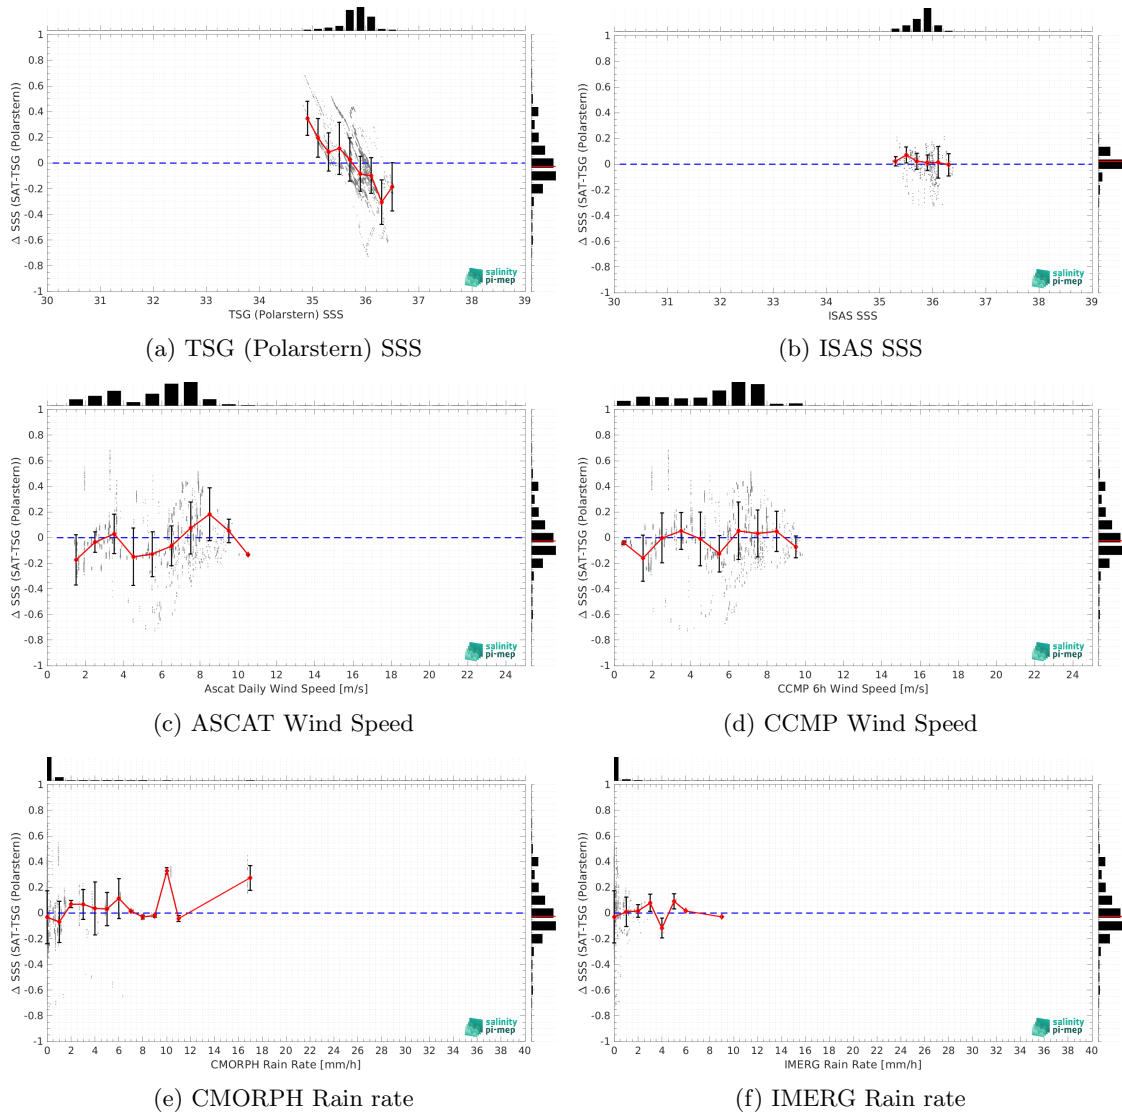 1
0.8
0.6
0.4
0.2
0
-0.2
-0.4
-0.6
-0.8
-1
Δ SSS (SAT-TSG (Polarstern))
30 31 32 33 34 35 36 37 38 39
TSG (Polarstern) SSS
salinity
pi-mep
(a) TSG (Polarstern) SSS
1
0.8
0.6
0.4
0.2
0
-0.2
-0.4
-0.6
-0.8
-1
Δ SSS (SAT-TSG (Polarstern))
30 31 32 33 34 35 36 37 38 39
ISAS SSS
salinity
pi-mep
(b) ISAS SSS
1
0.8
0.6
0.4
0.2
0
-0.2
-0.4
-0.6
-0.8
-1
Δ SSS (SAT-TSG (Polarstern))
0 2 4 6 8 10 12 14 16 18 20 22 24
Ascat Daily Wind Speed [m/s]
salinity
pi-mep
(c) ASCAT Wind Speed
1
0.8
0.6
0.4
0.2
0
-0.2
-0.4
-0.6
-0.8
-1
Δ SSS (SAT-TSG (Polarstern))
0 2 4 6 8 10 12 14 16 18 20 22 24
CCMP 6h Wind Speed [m/s]
salinity
pi-mep
(d) CCMP Wind Speed
1
0.8
0.6
0.4
0.2
0
-0.2
-0.4
-0.6
-0.8
-1
Δ SSS (SAT-TSG (Polarstern))
0 2 4 6 8 10 12 14 16 18 20 22 24 26 28 30 32 34 36 38 40
CMORPH Rain Rate [mm/h]
salinity
pi-mep
(e) CMORPH Rain rate
1
0.8
0.6
0.4
0.2
0
-0.2
-0.4
-0.6
-0.8
-1
Δ SSS (SAT-TSG (Polarstern))
0 2 4 6 8 10 12 14 16 18 20 22 24 26 28 30 32 34 36 38 40
IMERG Rain Rate [mm/h]
salinity
pi-mep
(f) IMERG Rain rate